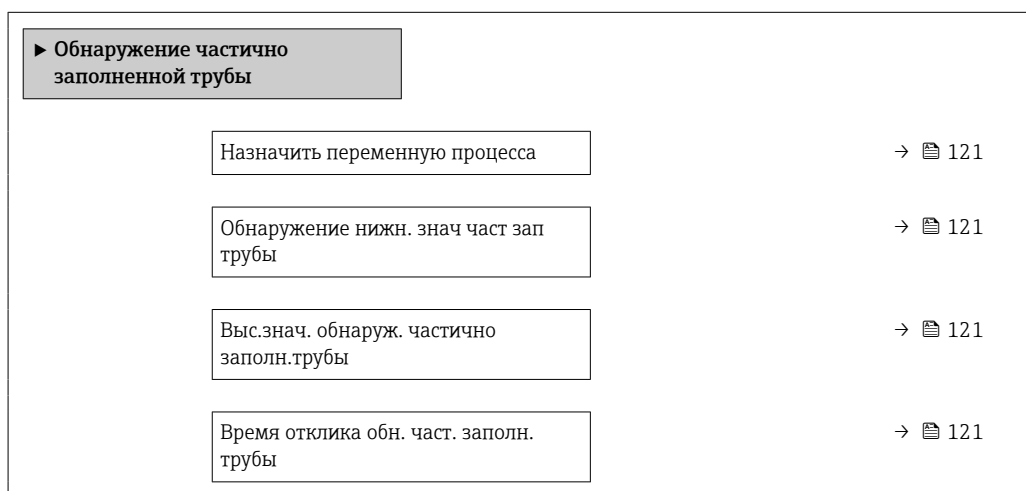 ► Обнаружение частично
заполненной трубы
Назначить переменную процесса → 121
Обнаружение нижн. знач част зап → 121
трубы
Выс.знач. обнаруж. частично → 121
заполн.трубы
Время отклика обн. част. заполн. → 121
трубы